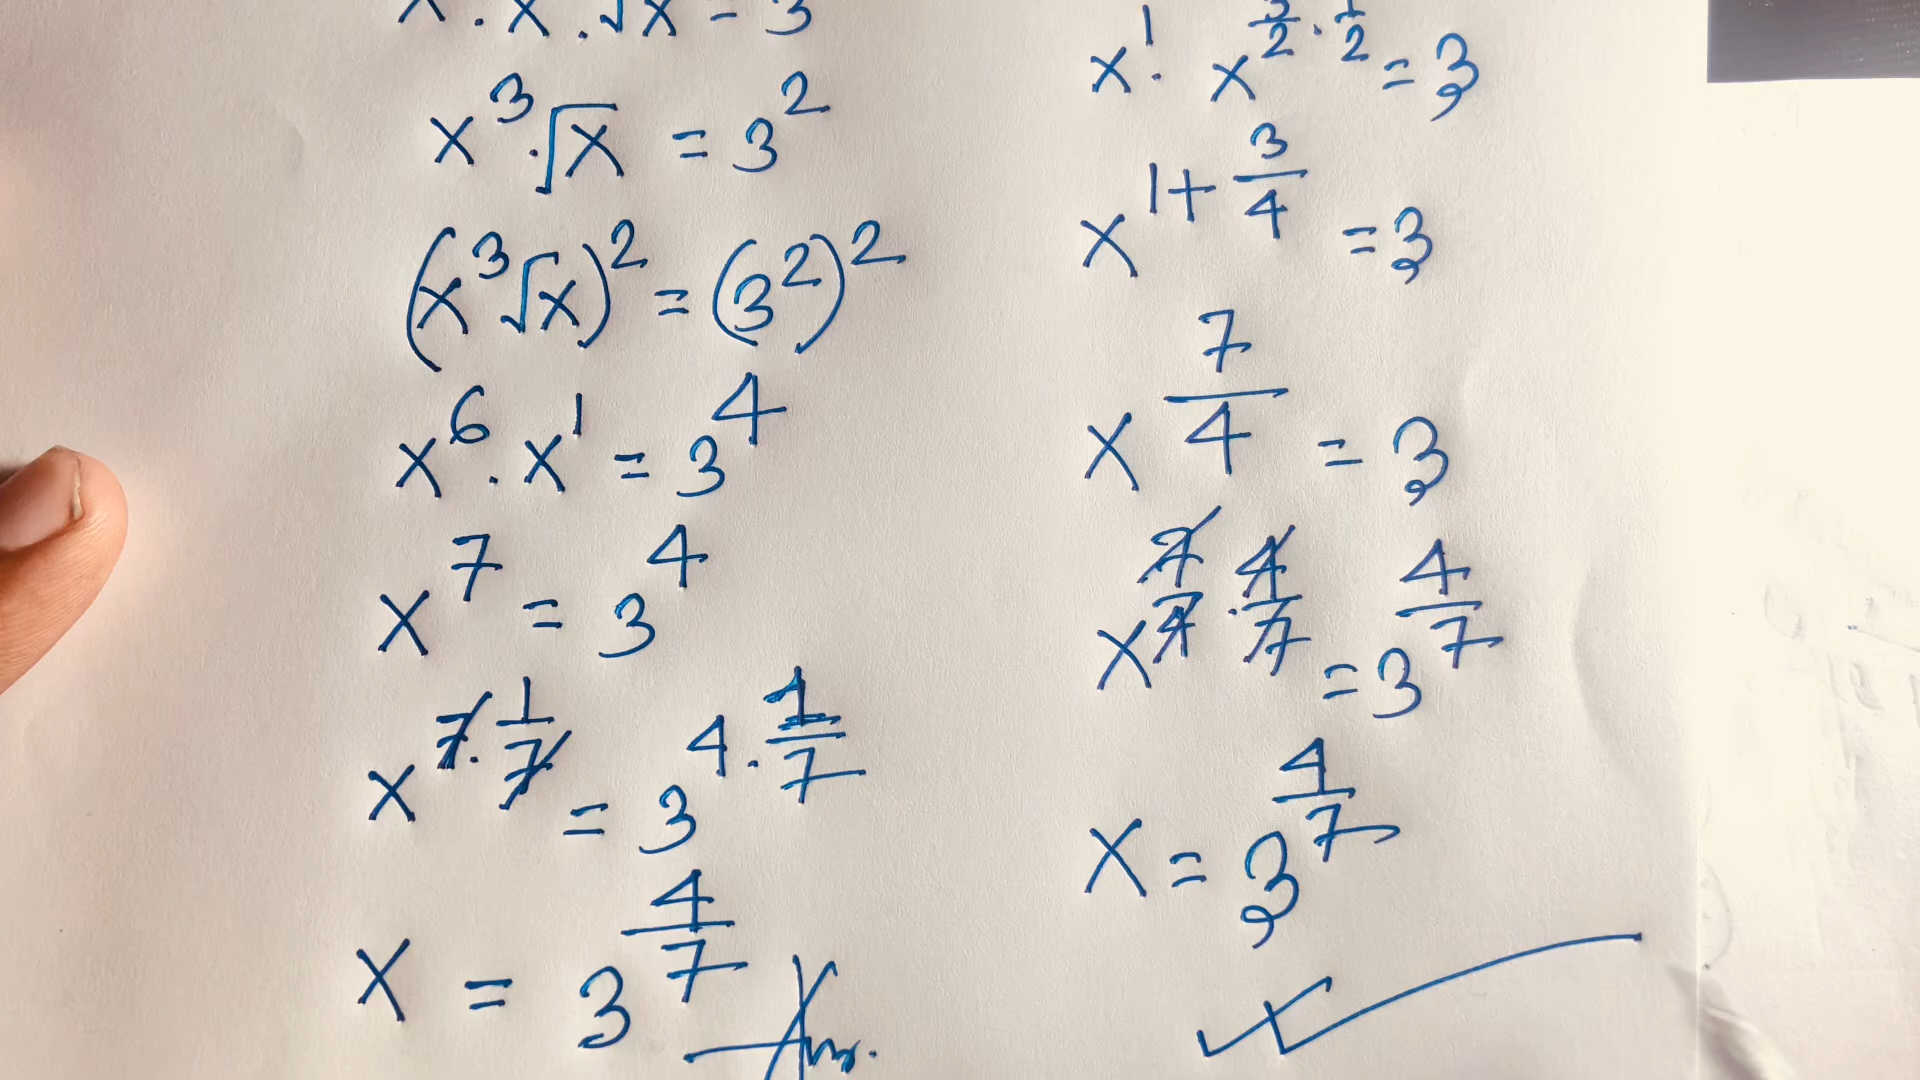 x³.√x = 3²
(x³√x)² = (3²)²
x⁶.x¹ = 3⁴
x⁷ = 3⁴
x^(7.1/7) = 3^(4.1/7)
x = 3^(4/7) Ans.
x¹.x^(3/2.1/2) = 3
x^(1+3/4) = 3
x^(7/4) = 3
x^(7/4.4/7) = 3^(4/7)
x = 3^(4/7)